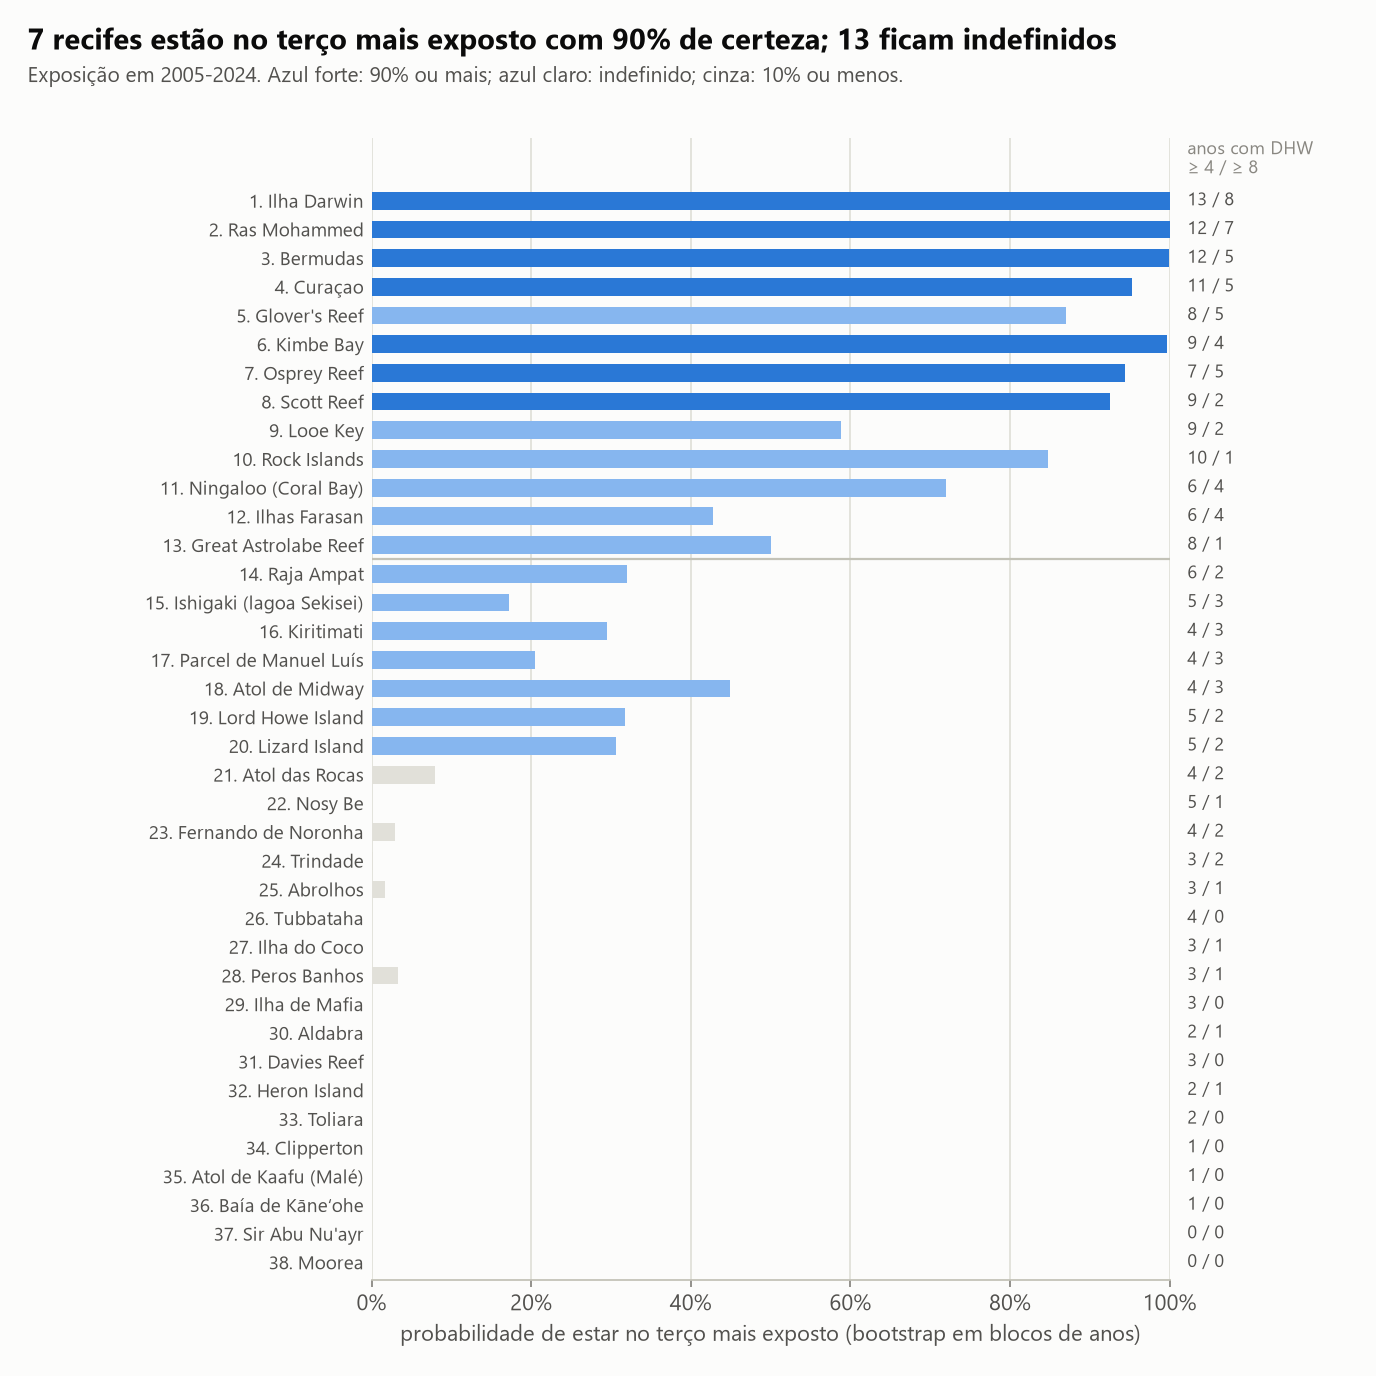 7 recifes estão no terço mais exposto com 90% de certeza; 13 ficam indefinidos
Exposição em 2005-2024. Azul forte: 90% ou mais; azul claro: indefinido; cinza: 10% ou menos.
anos com DHW
≥ 4 / ≥ 8
1. Ilha Darwin 13 / 8
2. Ras Mohammed 12 / 7
3. Bermudas 12 / 5
4. Curaçao 11 / 5
5. Glover's Reef 8 / 5
6. Kimbe Bay 9 / 4
7. Osprey Reef 7 / 5
8. Scott Reef 9 / 2
9. Looe Key 9 / 2
10. Rock Islands 10 / 1
11. Ningaloo (Coral Bay) 6 / 4
12. Ilhas Farasan 6 / 4
13. Great Astrolabe Reef 8 / 1
14. Raja Ampat 6 / 2
15. Ishigaki (lagoa Sekisei) 5 / 3
16. Kiritimati 4 / 3
17. Parcel de Manuel Luís 4 / 3
18. Atol de Midway 4 / 3
19. Lord Howe Island 5 / 2
20. Lizard Island 5 / 2
21. Atol das Rocas 4 / 2
22. Nosy Be 5 / 1
23. Fernando de Noronha 4 / 2
24. Trindade 3 / 2
25. Abrolhos 3 / 1
26. Tubbataha 4 / 0
27. Ilha do Coco 3 / 1
28. Peros Banhos 3 / 1
29. Ilha de Mafia 3 / 0
30. Aldabra 2 / 1
31. Davies Reef 3 / 0
32. Heron Island 2 / 1
33. Toliara 2 / 0
34. Clipperton 1 / 0
35. Atol de Kaafu (Malé) 1 / 0
36. Baía de Kāneʻohe 1 / 0
37. Sir Abu Nu'ayr 0 / 0
38. Moorea 0 / 0
0% 20% 40% 60% 80% 100%
probabilidade de estar no terço mais exposto (bootstrap em blocos de anos)